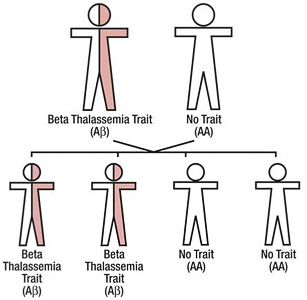 Beta Thalassemia Trait
(Aβ)
No Trait
(AA)
Beta
Thalassemia
Trait
(Aβ)
Beta
Thalassemia
Trait
(Aβ)
No Trait
(AA)
No Trait
(AA)